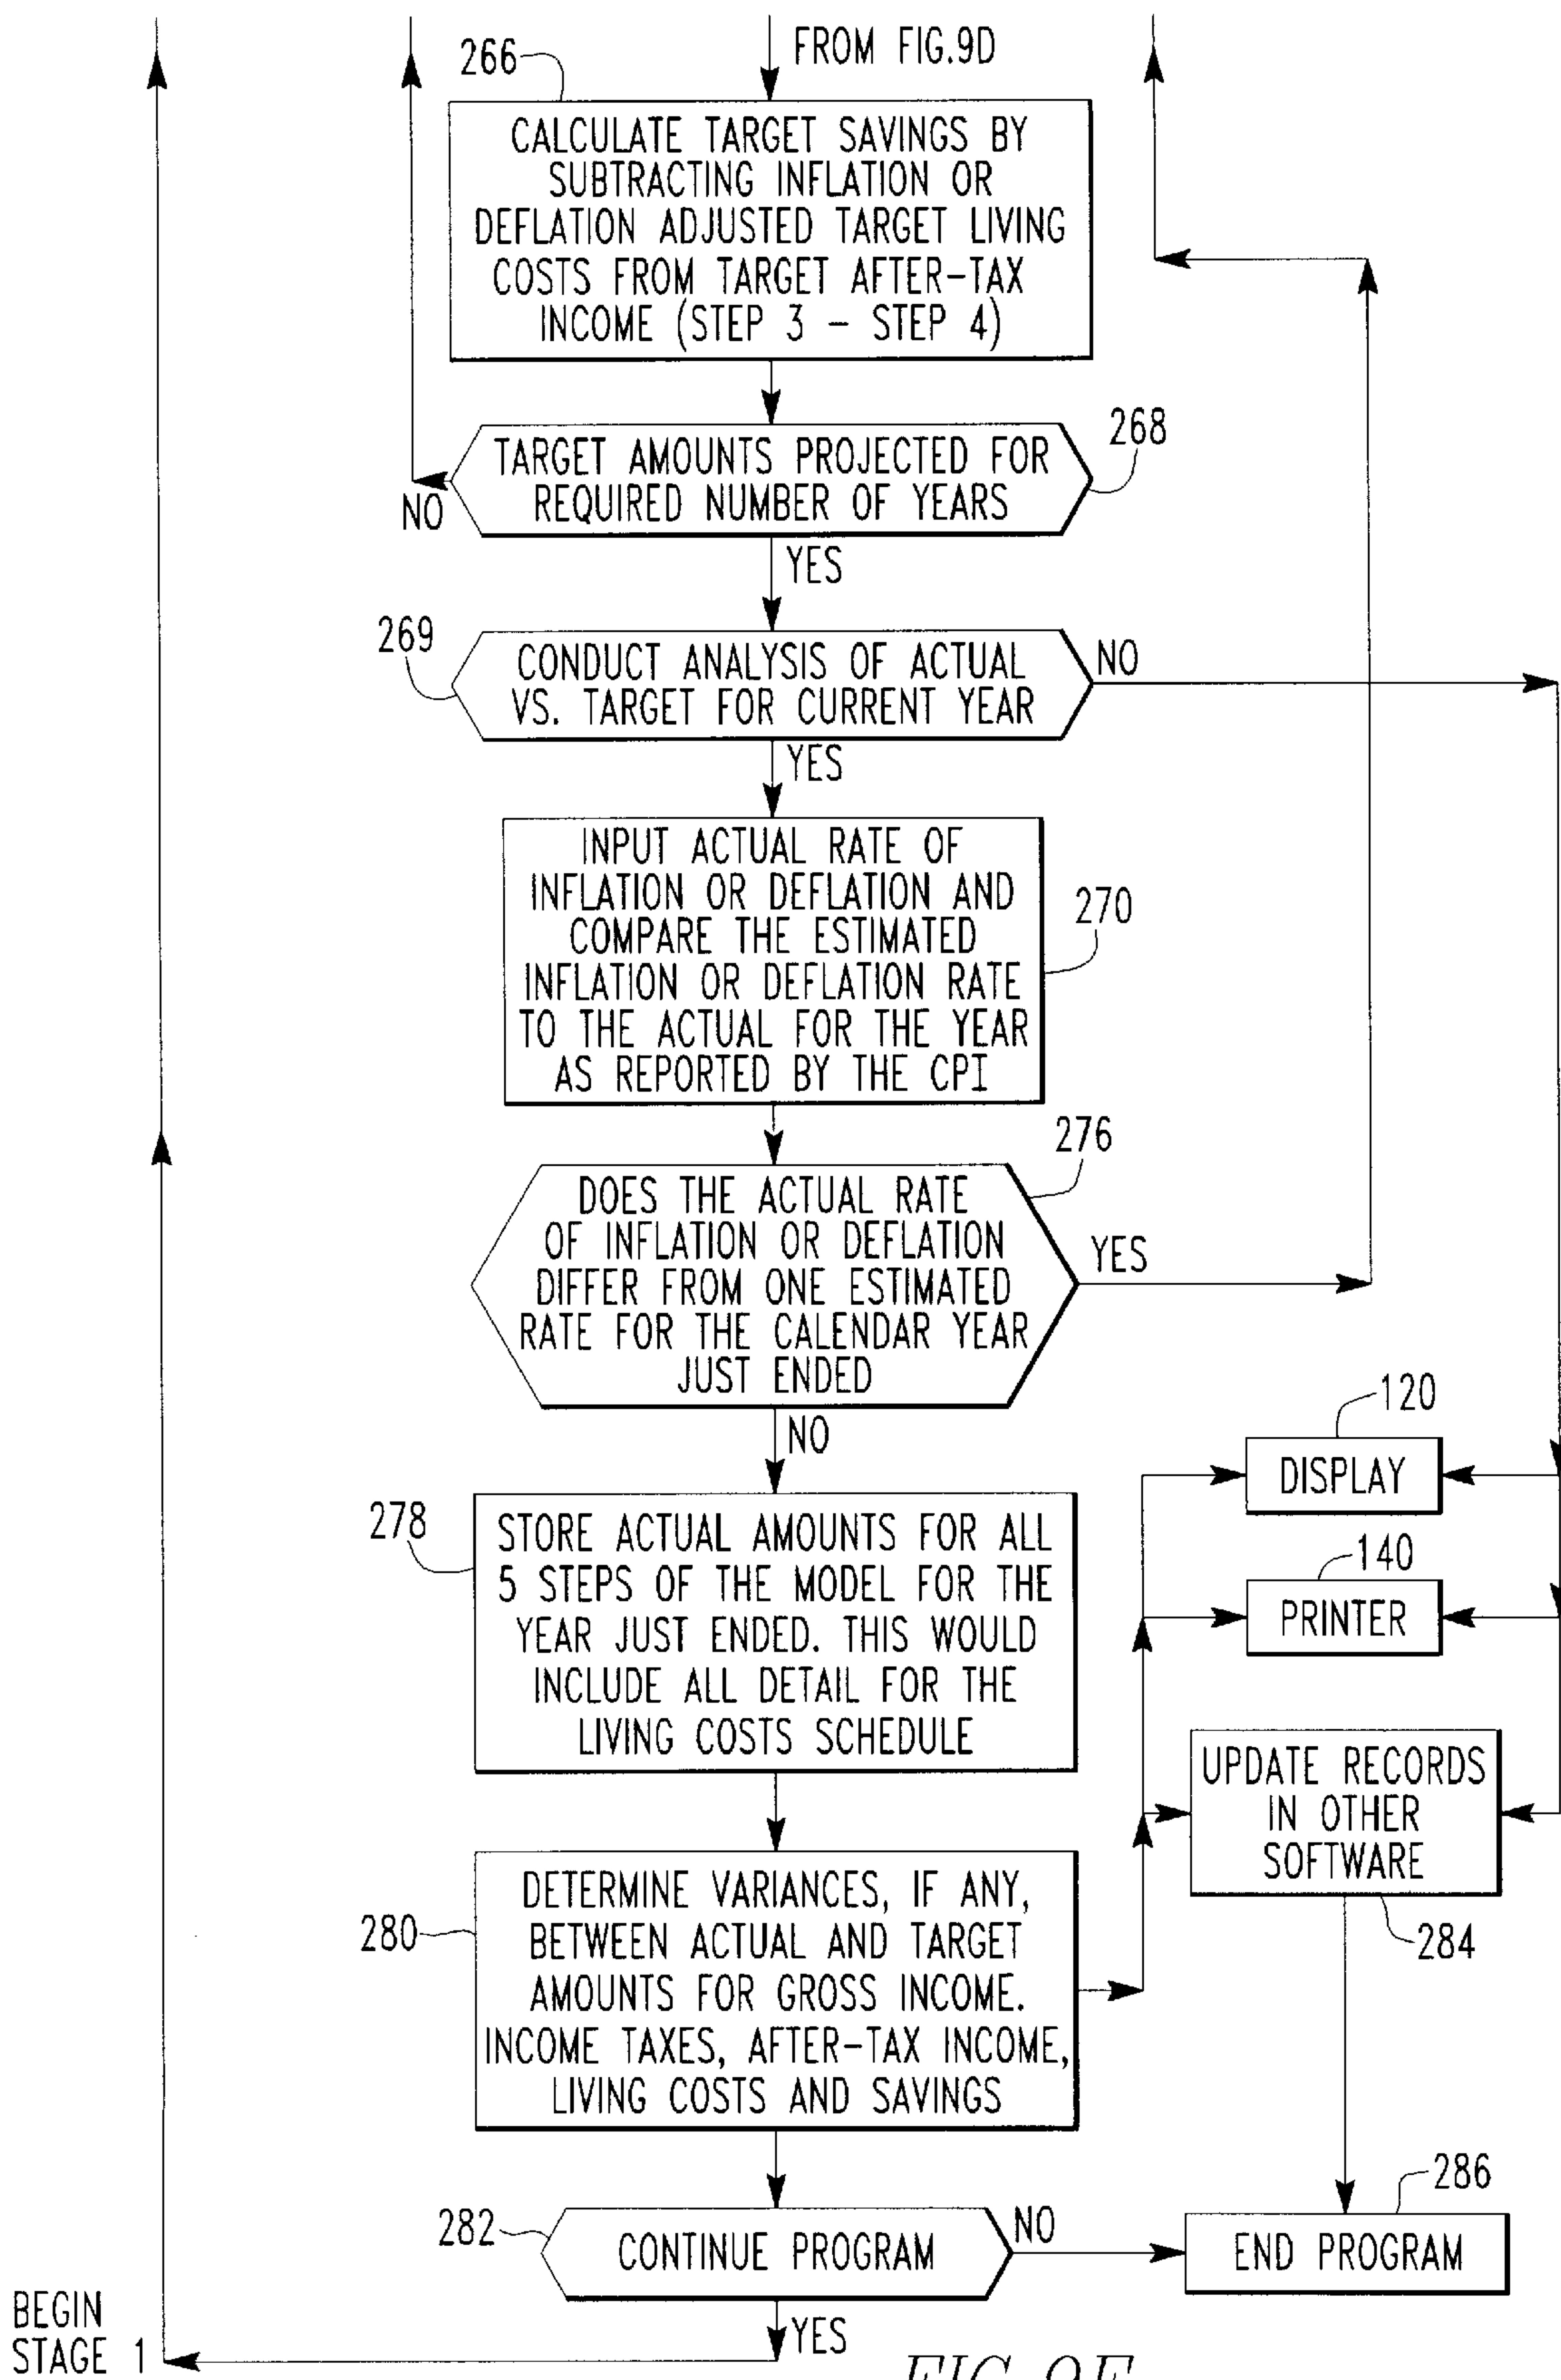 FROM FIG.9D
266
CALCULATE TARGET SAVINGS BY
SUBTRACTING INFLATION OR
DEFLATION ADJUSTED TARGET LIVING
COSTS FROM TARGET AFTER-TAX
INCOME (STEP 3 - STEP 4)
268
TARGET AMOUNTS PROJECTED FOR
REQUIRED NUMBER OF YEARS
NO
YES
269
CONDUCT ANALYSIS OF ACTUAL
VS. TARGET FOR CURRENT YEAR
NO
YES
INPUT ACTUAL RATE OF
INFLATION OR DEFLATION AND
COMPARE THE ESTIMATED
INFLATION OR DEFLATION RATE
TO THE ACTUAL FOR THE YEAR
AS REPORTED BY THE CPI
270
276
DOES THE ACTUAL RATE
OF INFLATION OR DEFLATION
DIFFER FROM ONE ESTIMATED
RATE FOR THE CALENDAR YEAR
JUST ENDED
YES
NO
120
DISPLAY
278
STORE ACTUAL AMOUNTS FOR ALL
5 STEPS OF THE MODEL FOR THE
YEAR JUST ENDED. THIS WOULD
INCLUDE ALL DETAIL FOR THE
LIVING COSTS SCHEDULE
140
PRINTER
UPDATE RECORDS
IN OTHER
SOFTWARE
284
280
DETERMINE VARIANCES, IF ANY,
BETWEEN ACTUAL AND TARGET
AMOUNTS FOR GROSS INCOME.
INCOME TAXES, AFTER-TAX INCOME,
LIVING COSTS AND SAVINGS
282
CONTINUE PROGRAM
NO
286
END PROGRAM
YES
BEGIN
STAGE 1